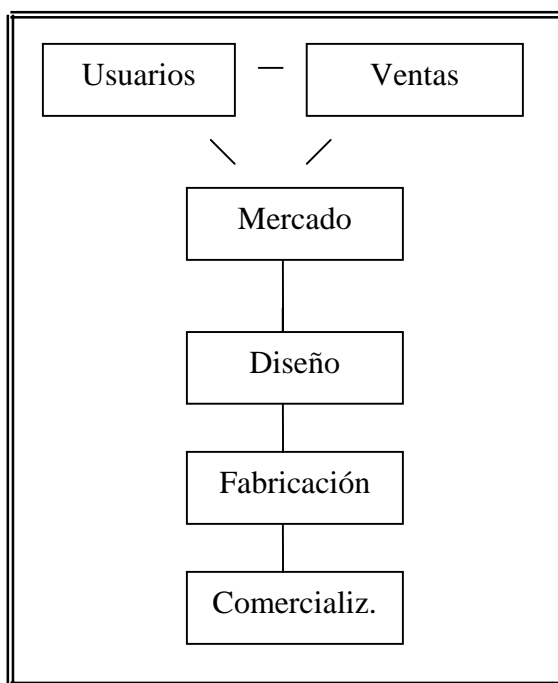 Usuarios
Ventas
Mercado
Diseño
Fabricación
Comercializ.